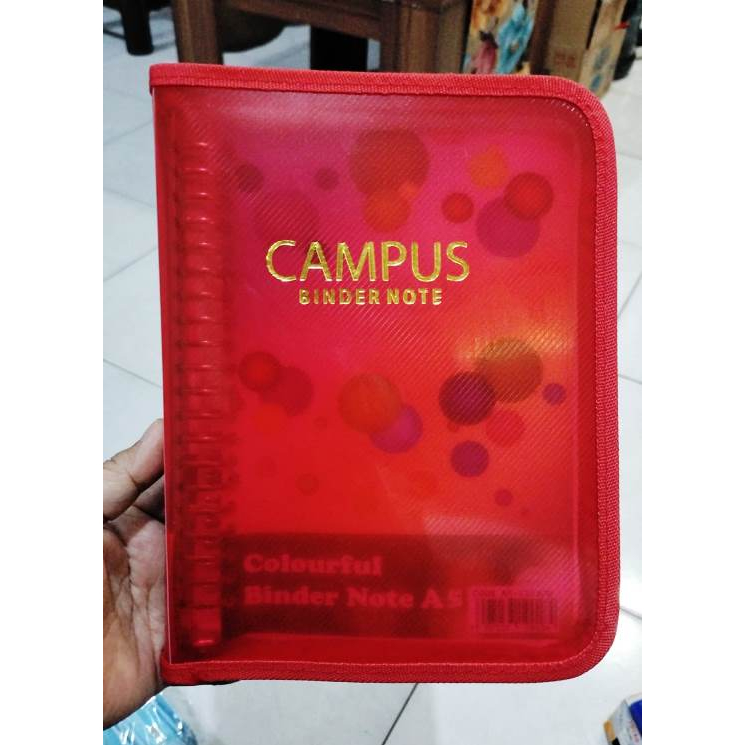 CAMPUS
BINDER NOTE
Colourful
Binder Note A5